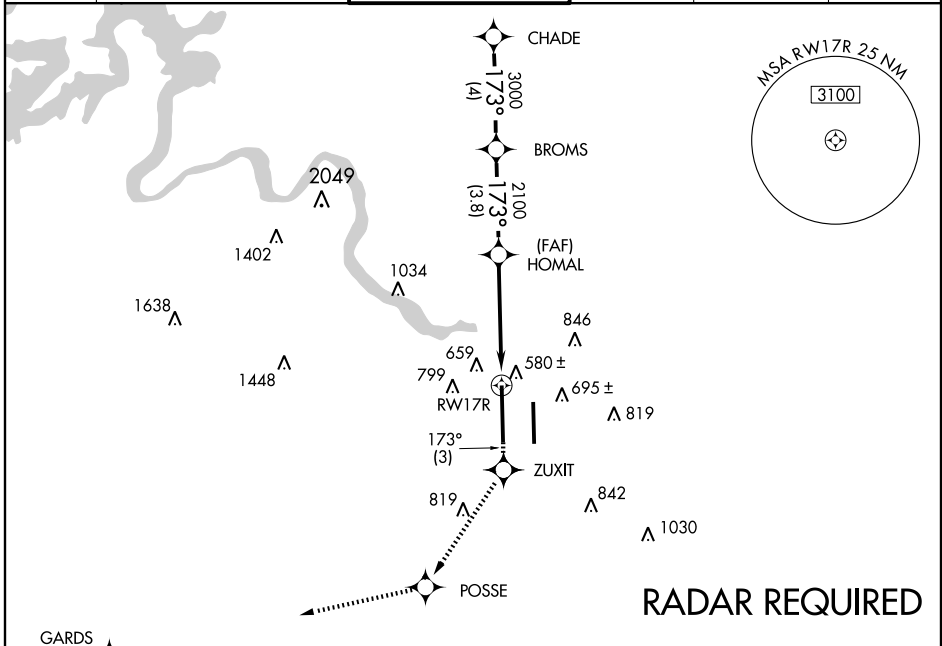 CHADE
MSA RW17R 25 NM
3100
3000
173°
(4)
BROMS
2049
2100
173°
(3.8)
1402
(FAF)
HOMAL
1034
1638
846
659
580 ±
1448
799
695 ±
RW17R
819
173°
(3)
ZUXIT
819
842
1030
POSSE
RADAR REQUIRED
GARDS